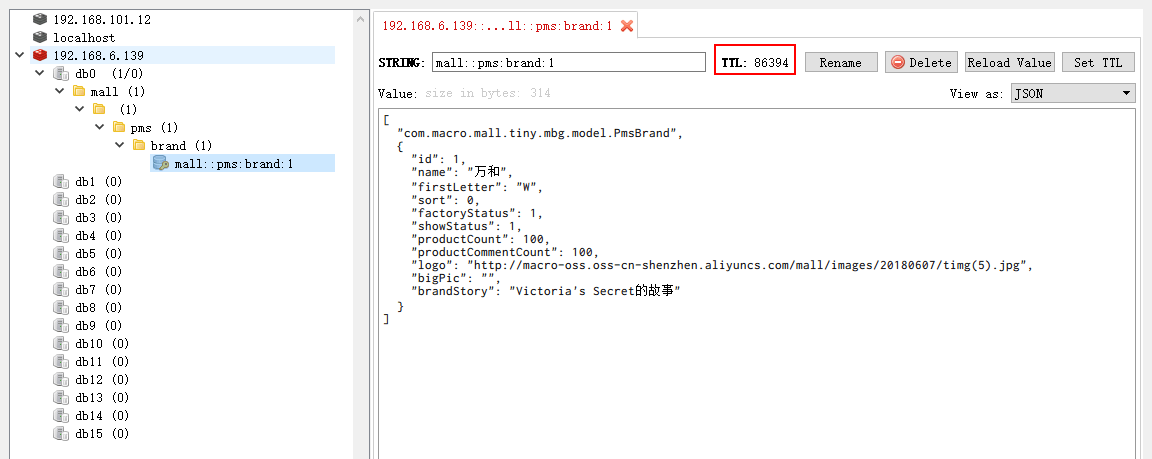 192.168.101.12
localhost
192.168.6.139
db0 (1/0)
mall (1)
(1)
pms (1)
brand (1)
mall::pms:brand:1
db1 (0)
db2 (0)
db3 (0)
db4 (0)
db5 (0)
db6 (0)
db7 (0)
db8 (0)
db9 (0)
db10 (0)
db11 (0)
db12 (0)
db13 (0)
db14 (0)
db15 (0)
192.168.6.139::...ll::pms:brand:1
STRING: mall::pms:brand:1 TTL: 86394 Rename Delete Reload Value Set TTL
Value: size in bytes: 314 View as: JSON
[
"com.macro.mall.tiny.mbg.model.PmsBrand",
{
"id": 1,
"name": "万和",
"firstLetter": "W",
"sort": 0,
"factoryStatus": 1,
"showStatus": 1,
"productCount": 100,
"productCommentCount": 100,
"logo": "http://macro-oss.oss-cn-shenzhen.aliyuncs.com/mall/images/20180607/timg(5).jpg",
"bigPic": "",
"brandStory": "Victoria's Secret的故事"
}
]